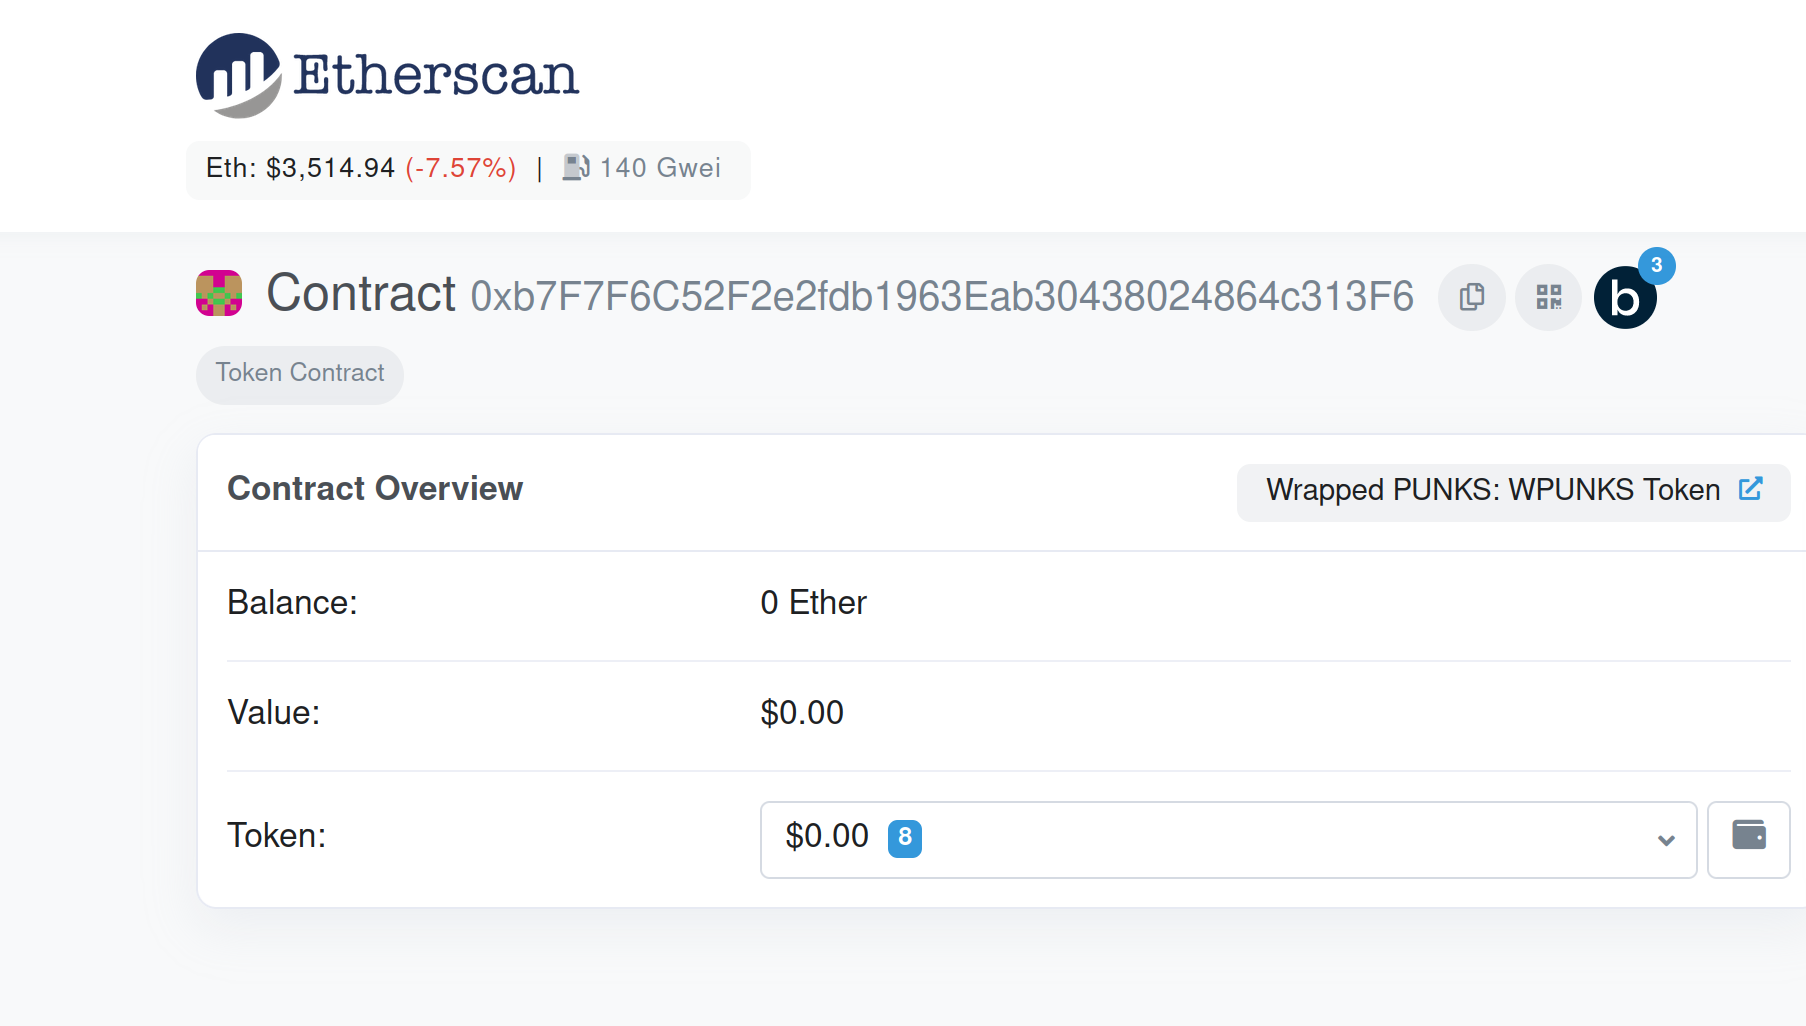 Etherscan
Eth: $3,514.94 (-7.57%) | 140 Gwei
Contract 0xb7F7F6C52F2e2fdb1963Eab30438024864c313F6 b 3
Token Contract
Contract Overview Wrapped PUNKS: WPUNKS Token
Balance: 0 Ether
Value: $0.00
Token: $0.00 8